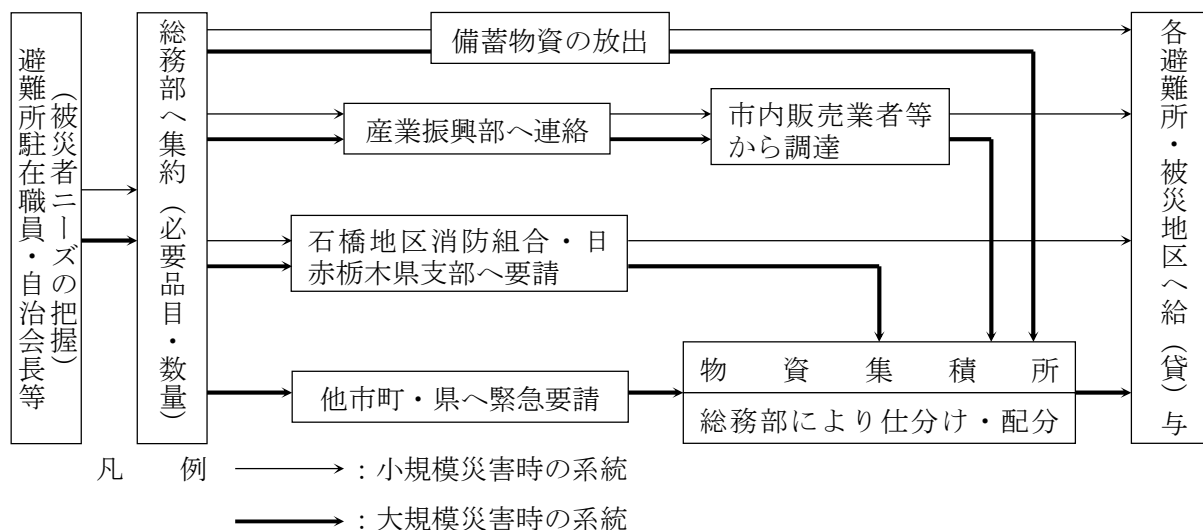 避難所駐在職員・自治会長等
（被災者ニーズの把握）
総務部へ集約（必要品目・数量）
備蓄物資の放出
産業振興部へ連絡
市内販売業者等
から調達
石橋地区消防組合・日
赤栃木県支部へ要請
他市町・県へ緊急要請
物資集積所
総務部により仕分け・配分
各避難所・被災地区へ給（貸）与
凡例
：小規模災害時の系統
：大規模災害時の系統